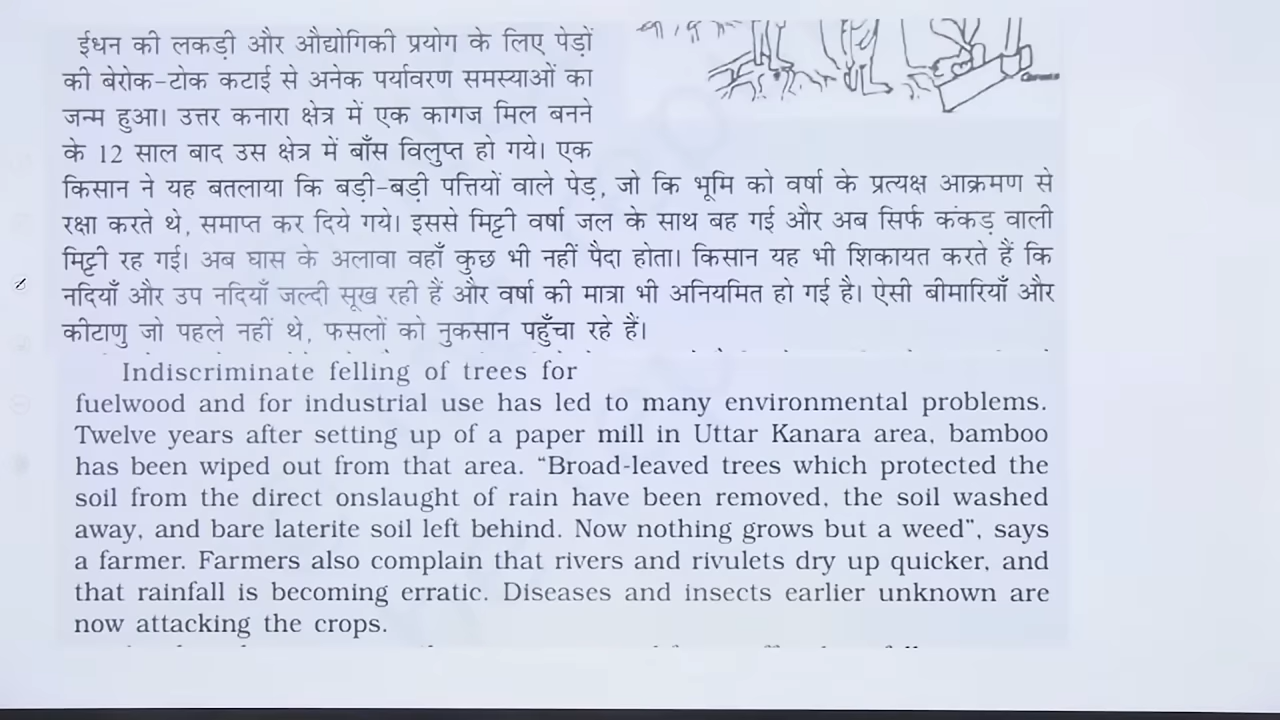 ईधन की लकड़ी और औद्योगिकी प्रयोग के लिए पेड़ों
की बेरोक-टोक कटाई से अनेक पर्यावरण समस्याओं का
जन्म हुआ। उत्तर कनारा क्षेत्र में एक कागज मिल बनने
के 12 साल बाद उस क्षेत्र में बाँस विलुप्त हो गये। एक
किसान ने यह बतलाया कि बड़ी-बड़ी पत्तियों वाले पेड़, जो कि भूमि को वर्षा के प्रत्यक्ष आक्रमण से
रक्षा करते थे, समाप्त कर दिये गये। इससे मिट्टी वर्षा जल के साथ बह गई और अब सिर्फ कंकड़ वाली
मिट्टी रह गई। अब घास के अलावा वहाँ कुछ भी नहीं पैदा होता। किसान यह भी शिकायत करते हैं कि
नदियाँ और उप नदियाँ जल्दी सूख रही हैं और वर्षा की मात्रा भी अनियमित हो गई है। ऐसी बीमारियाँ और
कीटाणु जो पहले नहीं थे, फसलों को नुकसान पहुँचा रहे हैं।
Indiscriminate felling of trees for
fuelwood and for industrial use has led to many environmental problems.
Twelve years after setting up of a paper mill in Uttar Kanara area, bamboo
has been wiped out from that area. “Broad-leaved trees which protected the
soil from the direct onslaught of rain have been removed, the soil washed
away, and bare laterite soil left behind. Now nothing grows but a weed”, says
a farmer. Farmers also complain that rivers and rivulets dry up quicker, and
that rainfall is becoming erratic. Diseases and insects earlier unknown are
now attacking the crops.